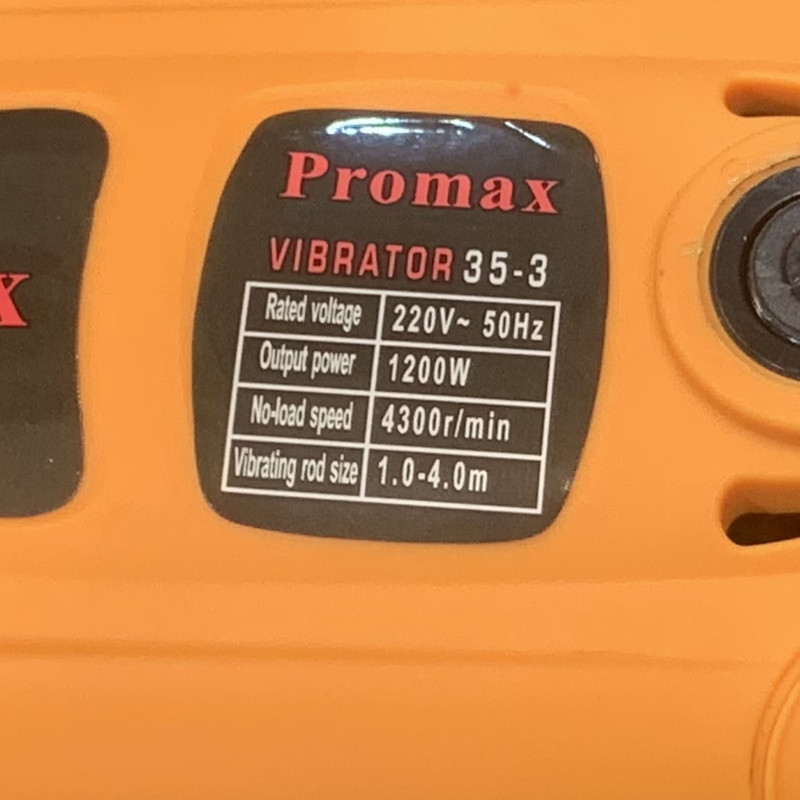 Promax
VIBRATOR 35-3
Rated voltage 220V~ 50Hz
Output power 1200W
No-load speed 4300r/min
Vibrating rod size 1.0-4.0m
x